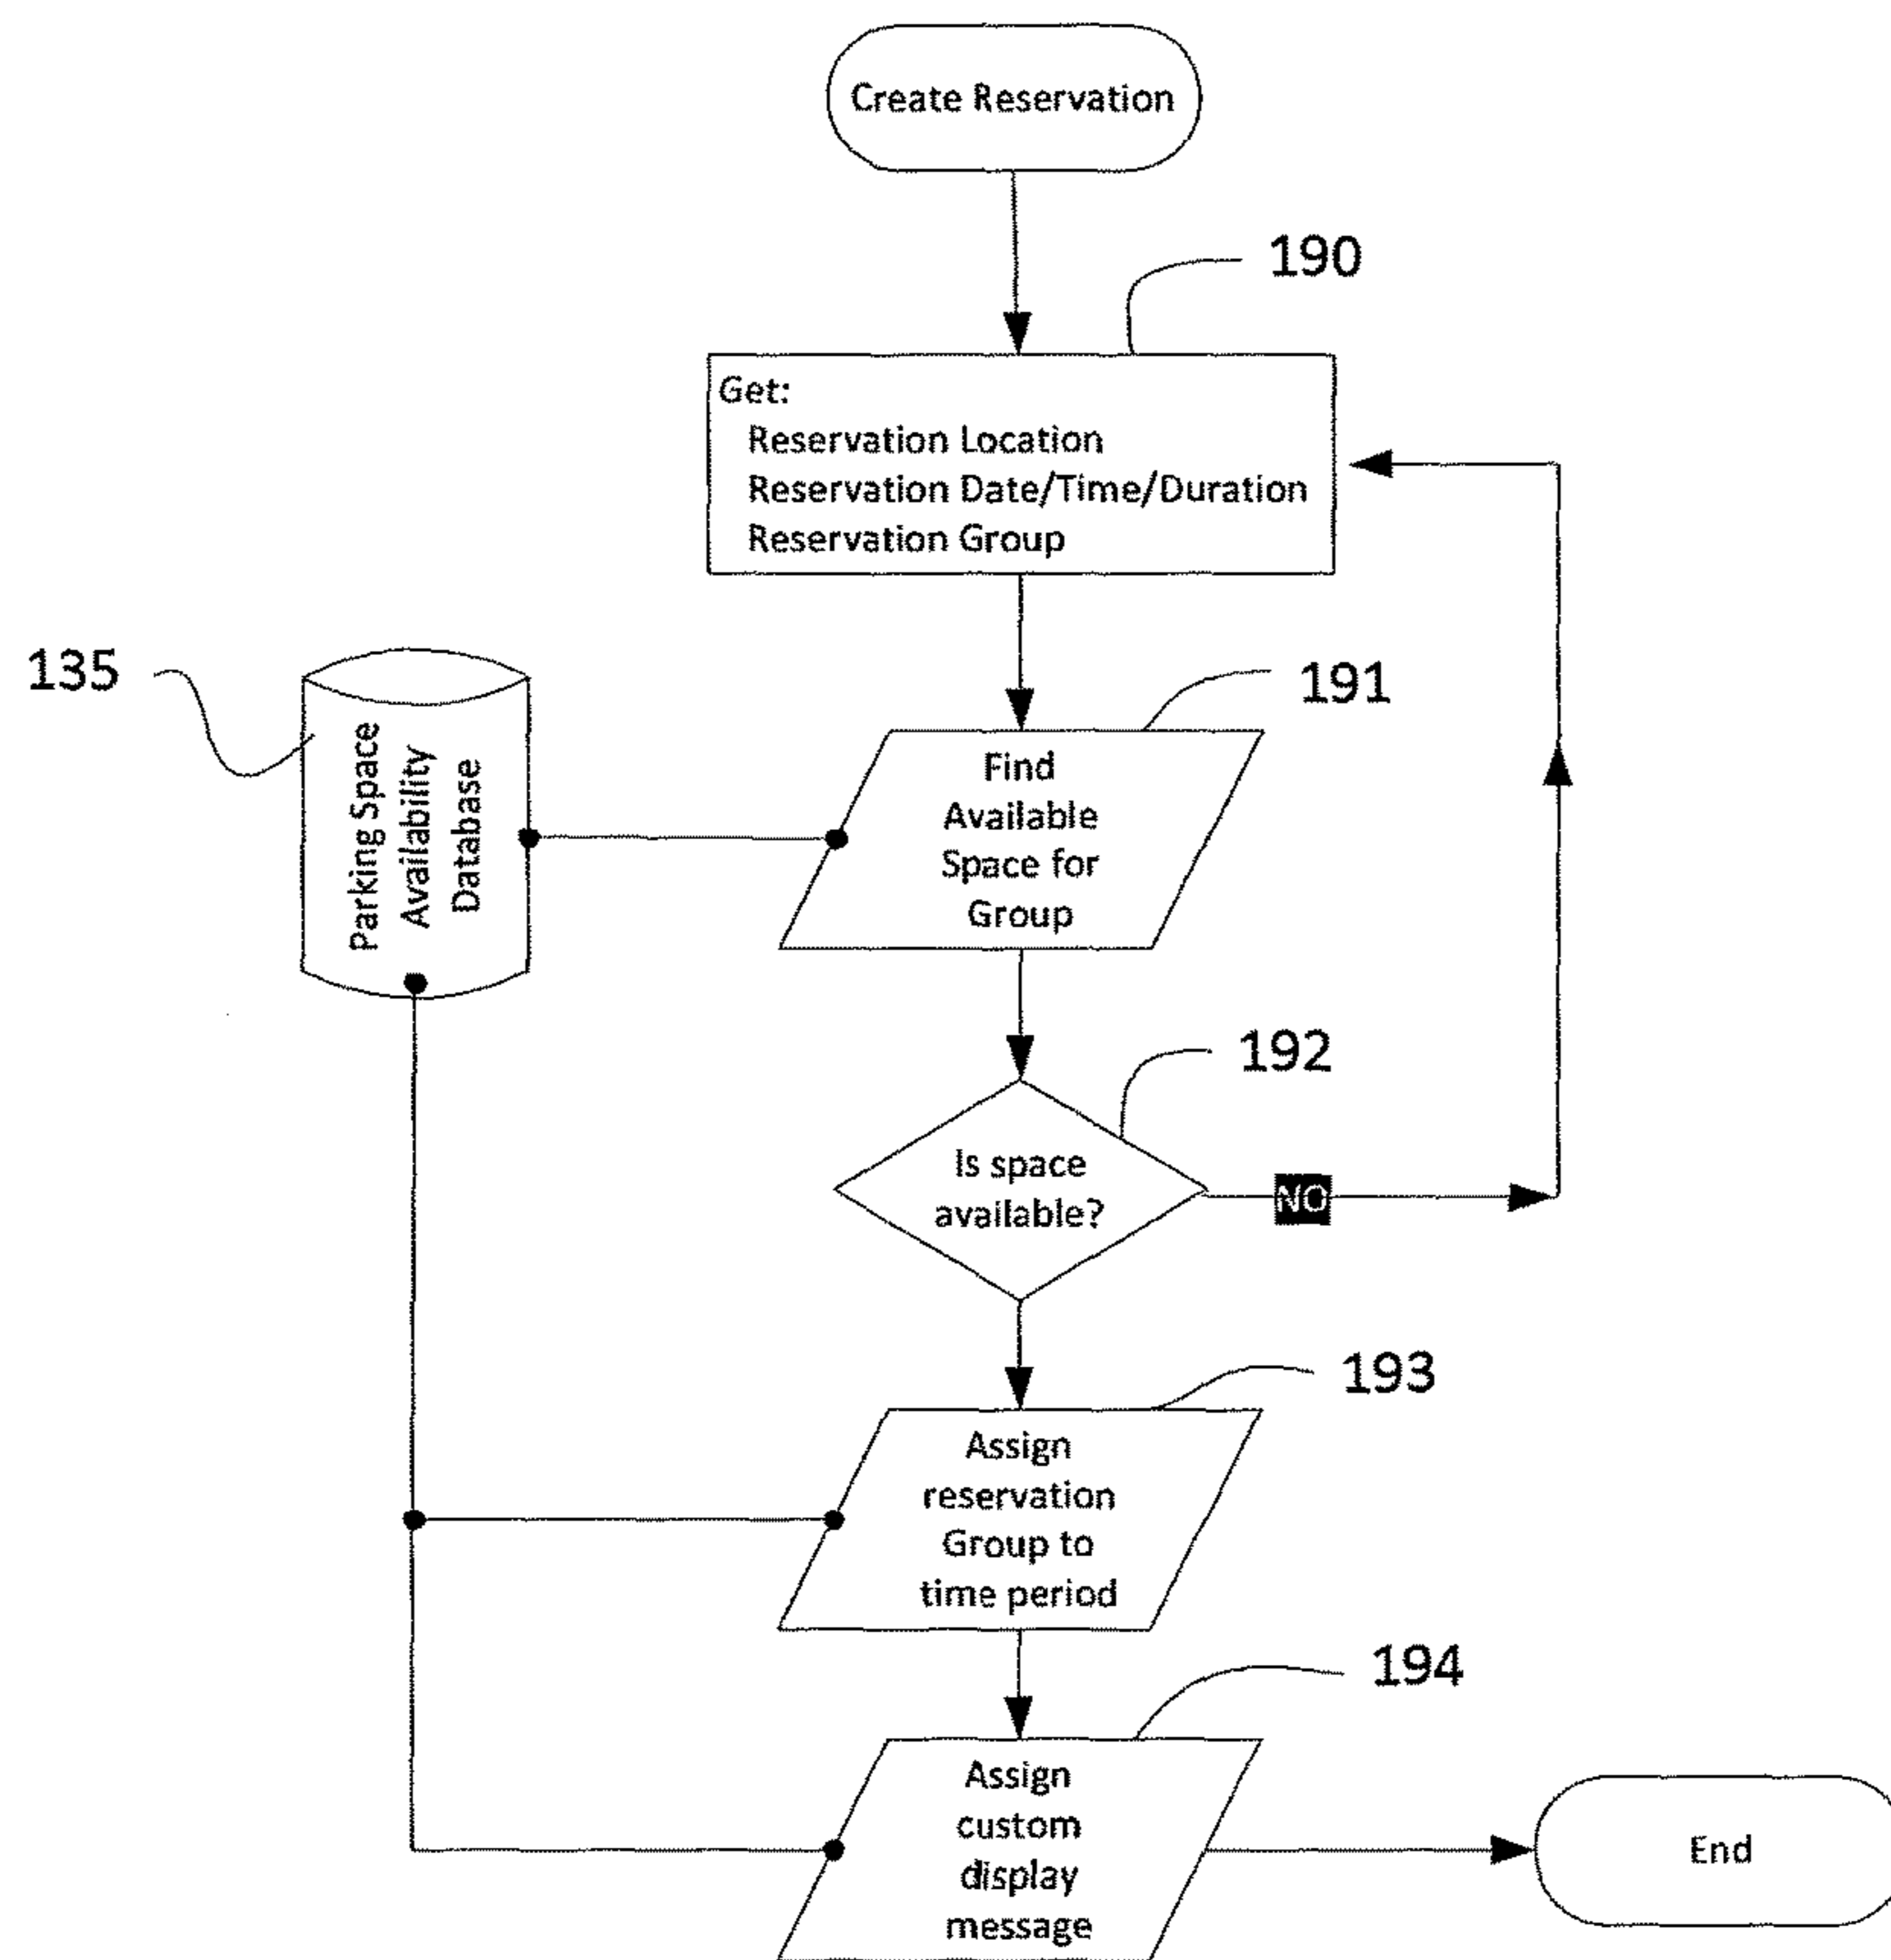 Create Reservation
190
Get:
Reservation Location
Reservation Date/Time/Duration
Reservation Group
135
Parking Space
Availability
Database
191
Find
Available
Space for
Group
192
Is space
available?
NO
193
Assign
reservation
Group to
time period
194
Assign
custom
display
message
End